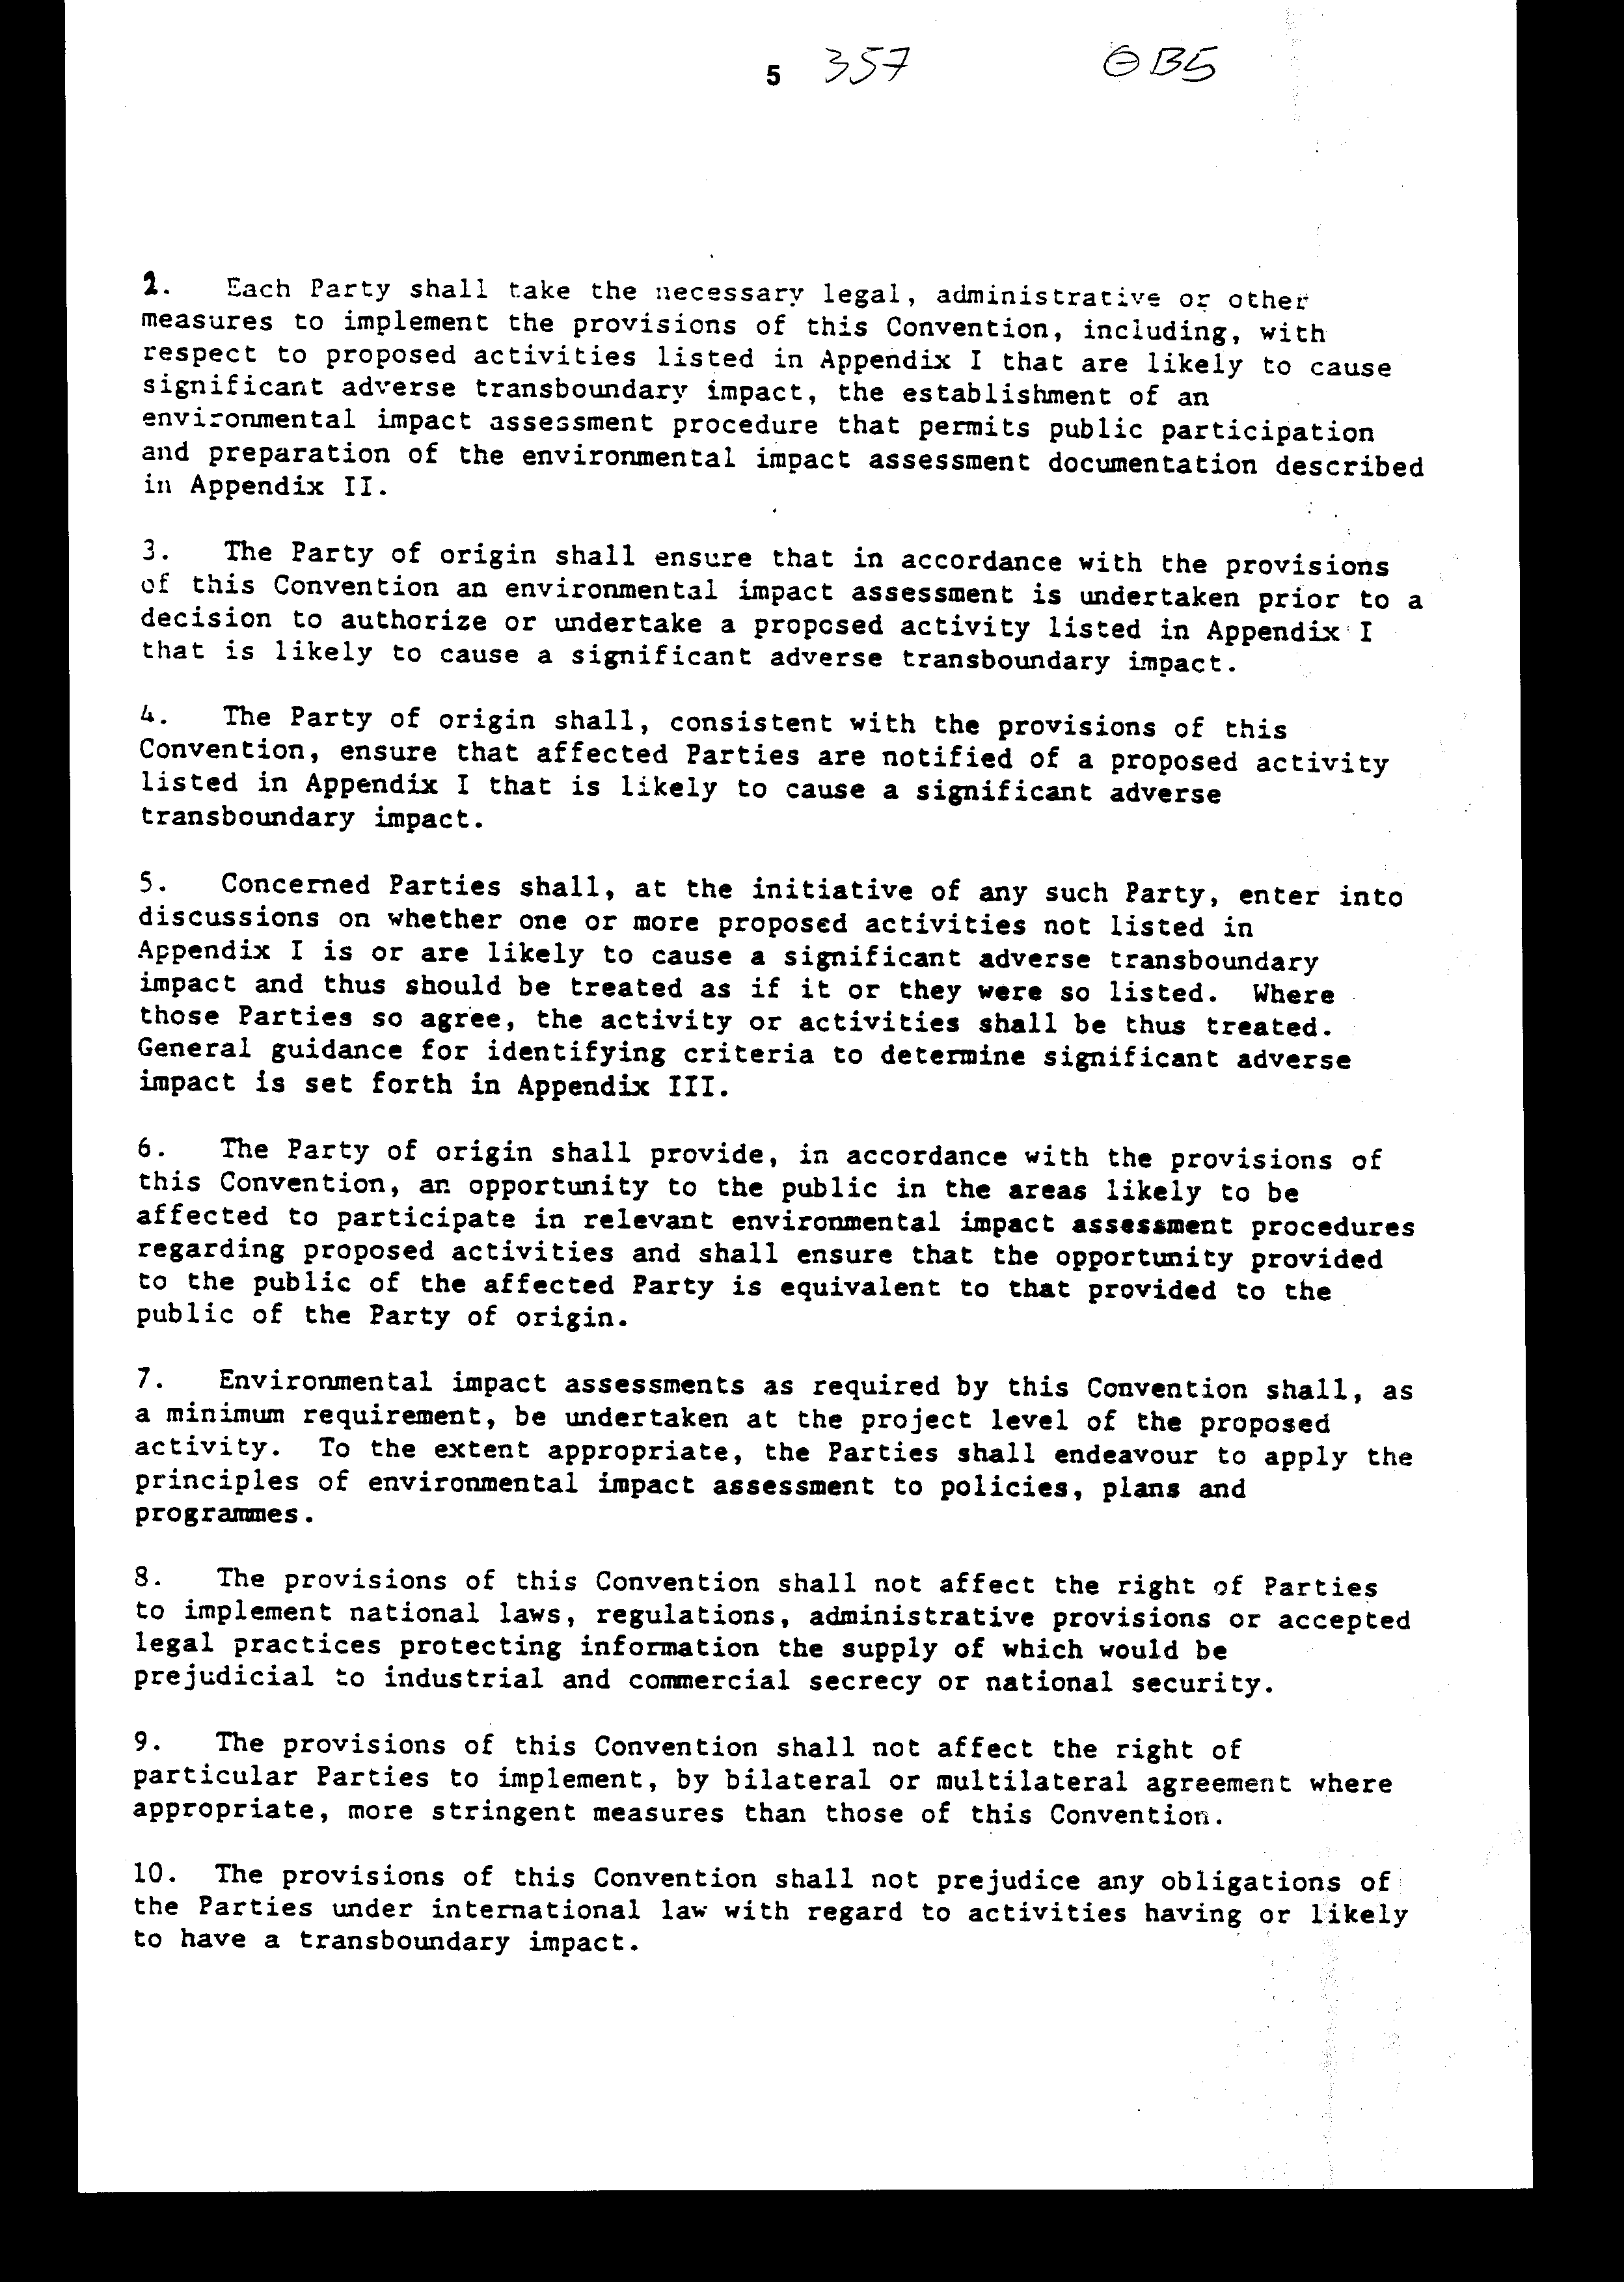 5 357 ΘB5
2. Each Party shall take the necessary legal, administrative or other
measures to implement the provisions of this Convention, including, with
respect to proposed activities listed in Appendix I that are likely to cause
significant adverse transboundary impact, the establishment of an
environmental impact assessment procedure that permits public participation
and preparation of the environmental impact assessment documentation described
in Appendix II.
3. The Party of origin shall ensure that in accordance with the provisions
of this Convention an environmental impact assessment is undertaken prior to a
decision to authorize or undertake a proposed activity listed in Appendix I
that is likely to cause a significant adverse transboundary impact.
4. The Party of origin shall, consistent with the provisions of this
Convention, ensure that affected Parties are notified of a proposed activity
listed in Appendix I that is likely to cause a significant adverse
transboundary impact.
5. Concerned Parties shall, at the initiative of any such Party, enter into
discussions on whether one or more proposed activities not listed in
Appendix I is or are likely to cause a significant adverse transboundary
impact and thus should be treated as if it or they were so listed. Where
those Parties so agree, the activity or activities shall be thus treated.
General guidance for identifying criteria to determine significant adverse
impact is set forth in Appendix III.
6. The Party of origin shall provide, in accordance with the provisions of
this Convention, an opportunity to the public in the areas likely to be
affected to participate in relevant environmental impact assessment procedures
regarding proposed activities and shall ensure that the opportunity provided
to the public of the affected Party is equivalent to that provided to the
public of the Party of origin.
7. Environmental impact assessments as required by this Convention shall, as
a minimum requirement, be undertaken at the project level of the proposed
activity. To the extent appropriate, the Parties shall endeavour to apply the
principles of environmental impact assessment to policies, plans and
programmes.
8. The provisions of this Convention shall not affect the right of Parties
to implement national laws, regulations, administrative provisions or accepted
legal practices protecting information the supply of which would be
prejudicial to industrial and commercial secrecy or national security.
9. The provisions of this Convention shall not affect the right of
particular Parties to implement, by bilateral or multilateral agreement where
appropriate, more stringent measures than those of this Convention.
10. The provisions of this Convention shall not prejudice any obligations of
the Parties under international law with regard to activities having or likely
to have a transboundary impact.